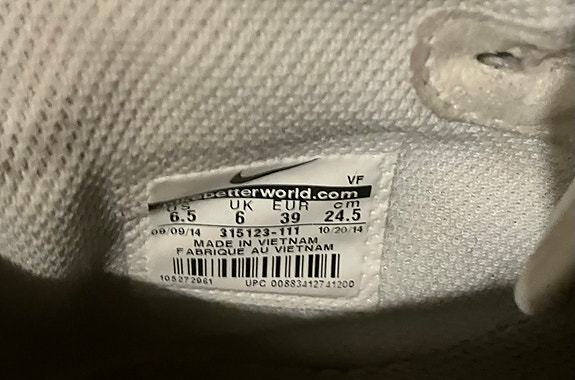 VF
betterworld.com
US UK EUR cm
6.5 6 39 24.5
09/09/14 315123-111 10/20/14
MADE IN VIETNAM
FABRIQUE AU VIETNAM
105272961 UPC 00883412741200